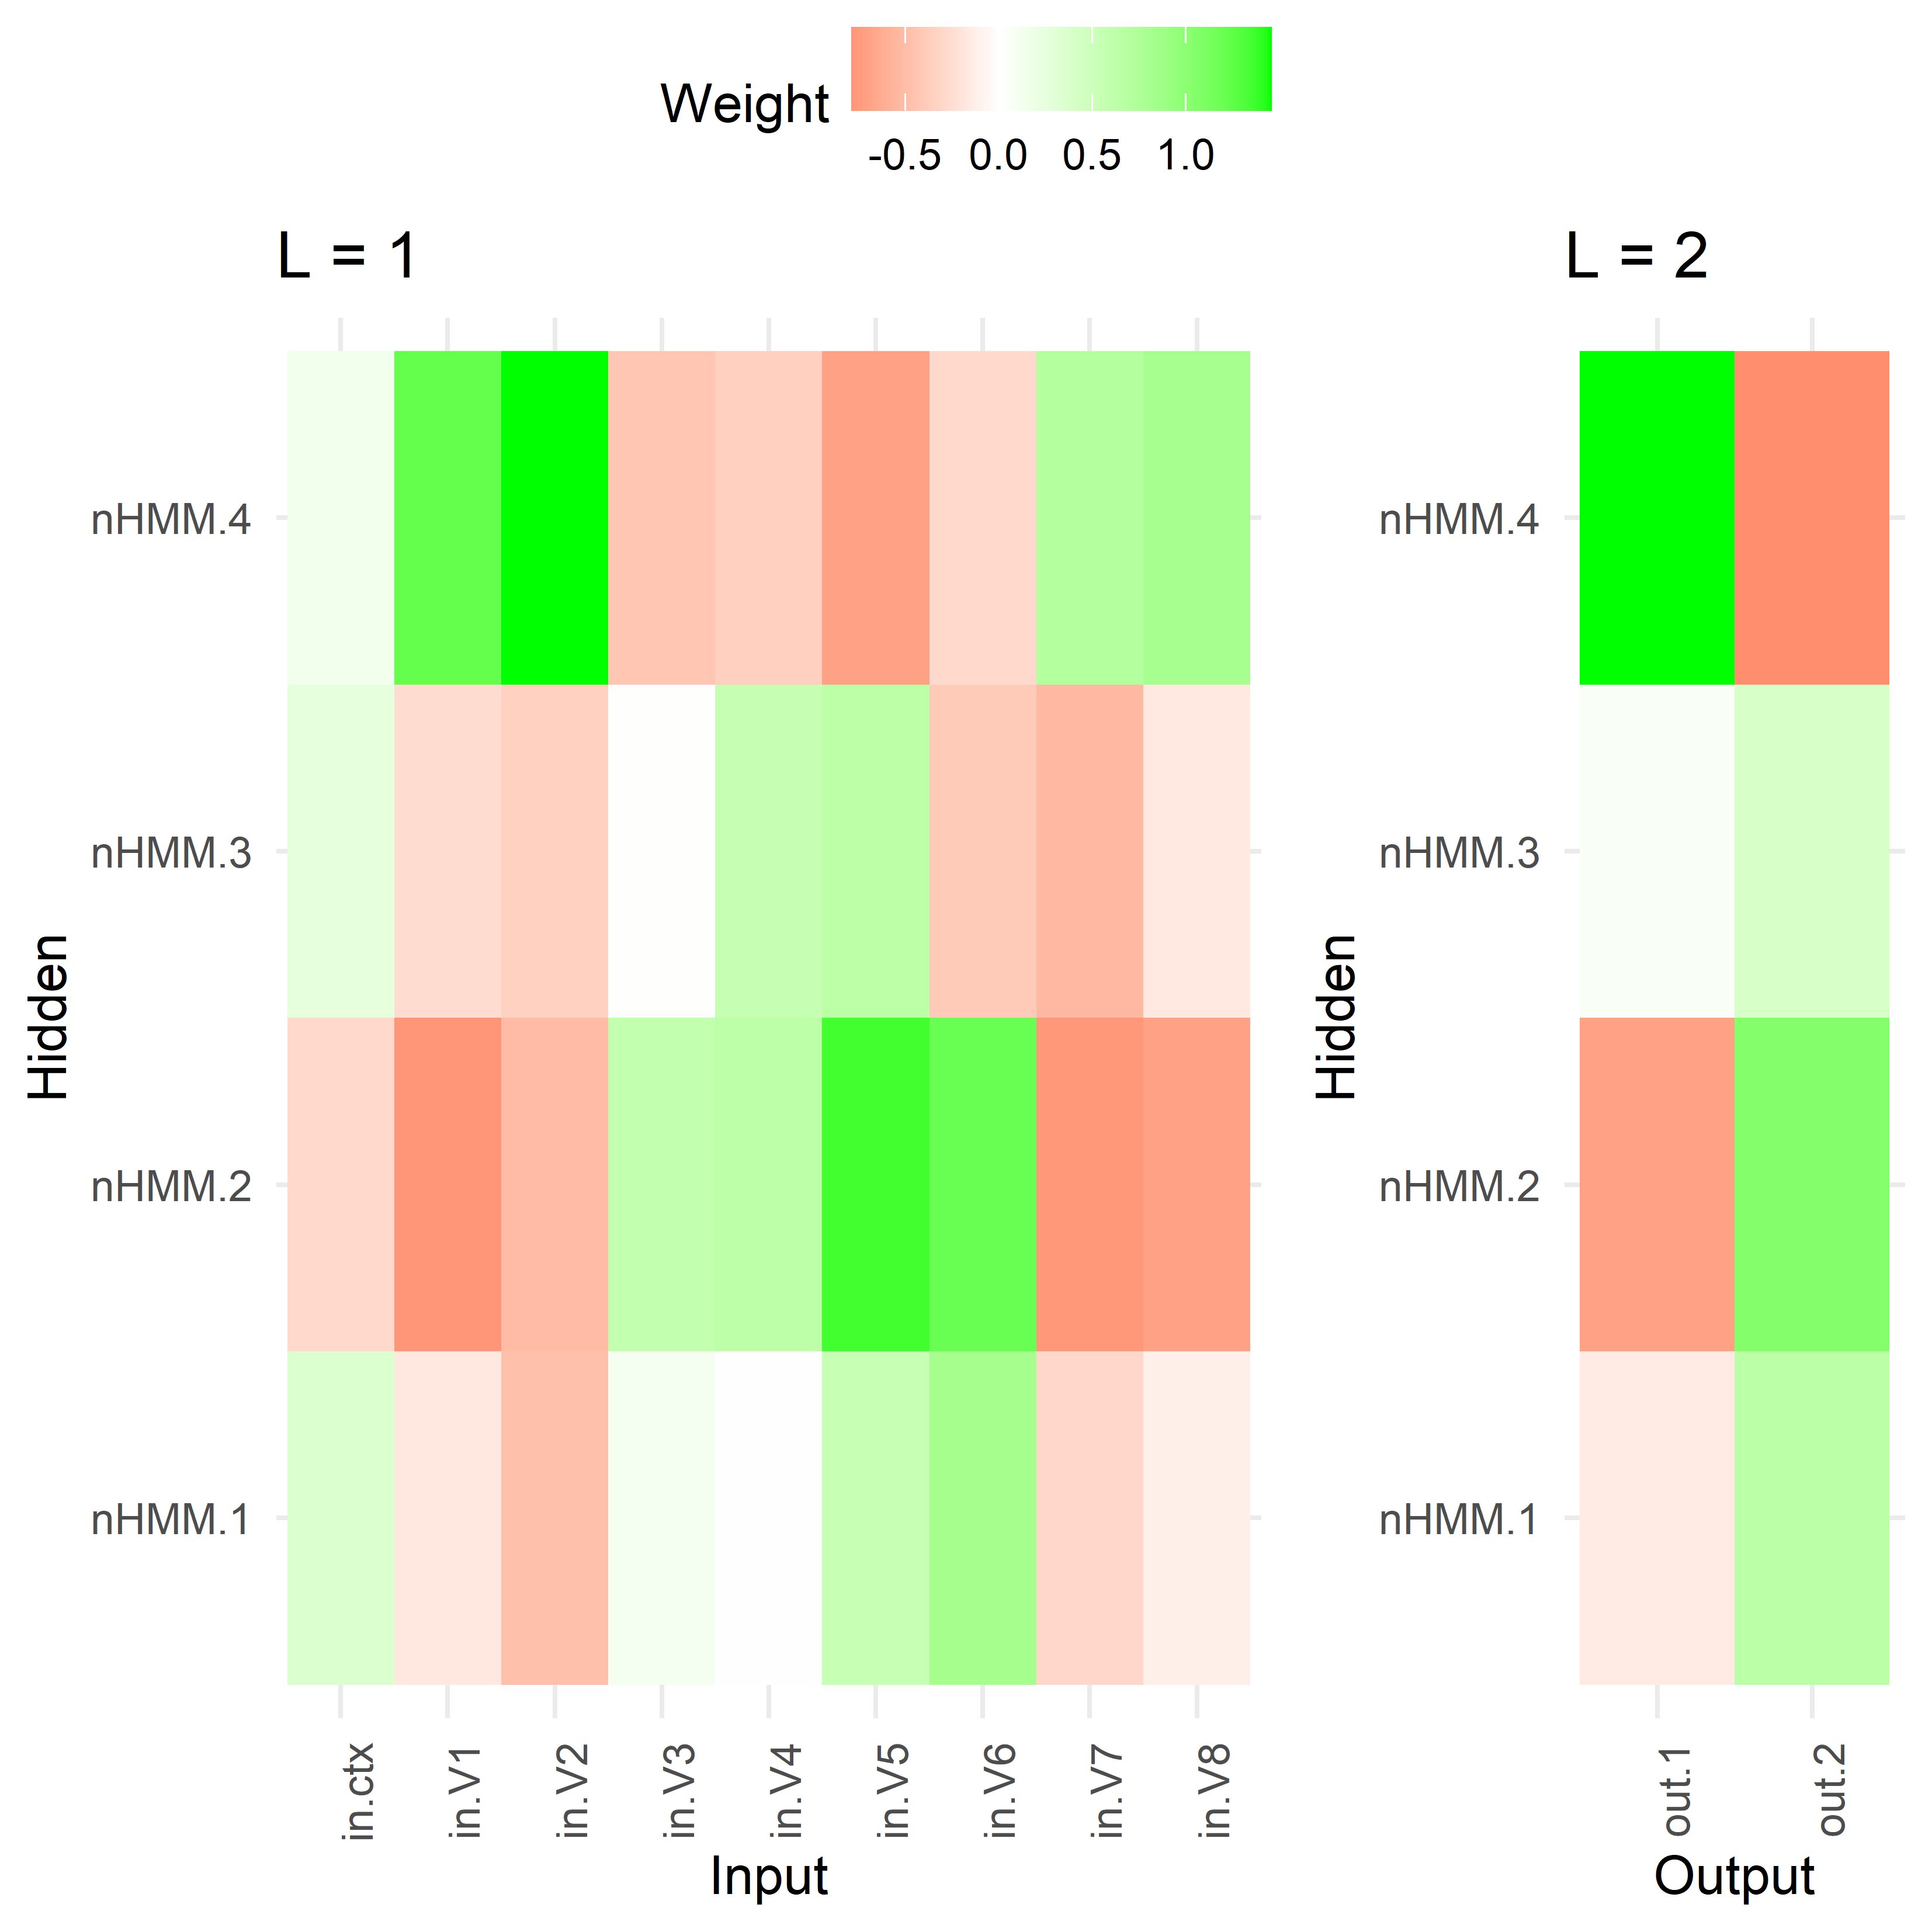 Weight
-0.5 0.0 0.5 1.0
L = 1
nHMM.4
nHMM.3
nHMM.2
nHMM.1
Hidden
in.ctx in.V1 in.V2 in.V3 in.V4 in.V5 in.V6 in.V7 in.V8
Input
L = 2
nHMM.4
nHMM.3
nHMM.2
nHMM.1
Hidden
out.1 out.2
Output